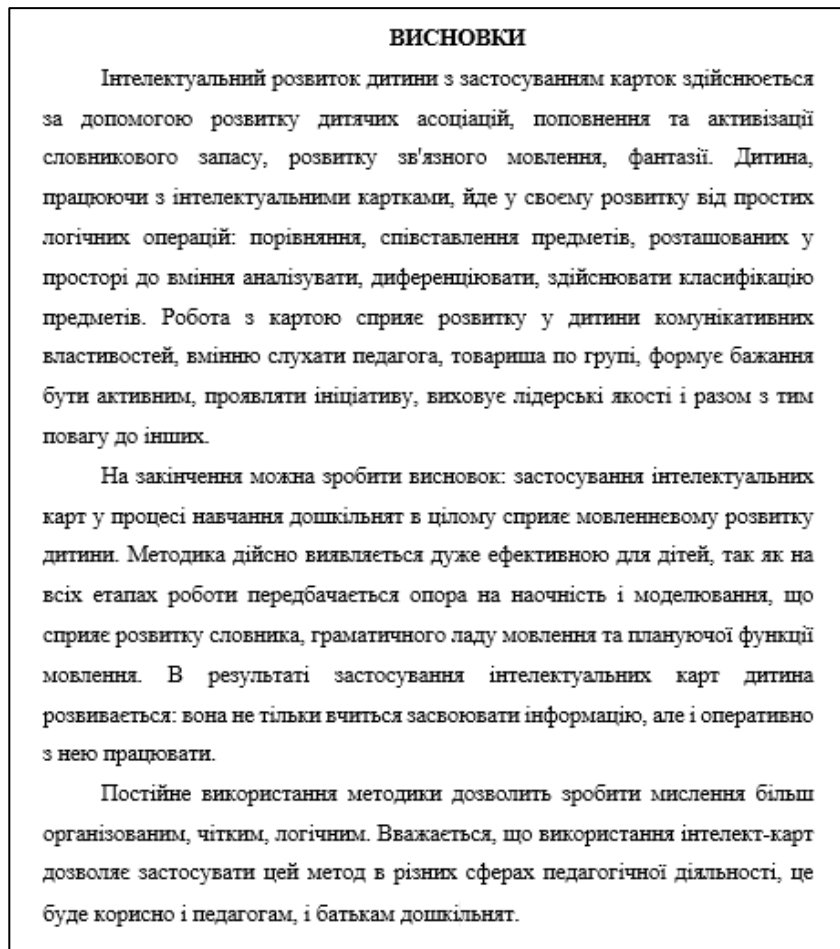 ВИСНОВКИ
Інтелектуальний розвиток дитини з застосуванням карток здійснюється
за допомогою розвитку дитячих асоціацій, поповнення та активізації
словникового запасу, розвитку зв'язного мовлення, фантазії. Дитина,
працюючи з інтелектуальними картками, йде у своєму розвитку від простих
логічних операцій: порівняння, співставлення предметів, розташованих у
просторі до вміння аналізувати, диференціювати, здійснювати класифікацію
предметів. Робота з картою сприяє розвитку у дитини комунікативних
властивостей, вмінню слухати педагога, товариша по групі, формує бажання
бути активним, проявляти ініціативу, виховує лідерські якості і разом з тим
повагу до інших.
На закінчення можна зробити висновок: застосування інтелектуальних
карт у процесі навчання дошкільнят в цілому сприяє мовленнєвому розвитку
дитини. Методика дійсно виявляється дуже ефективною для дітей, так як на
всіх етапах роботи передбачається опора на наочність і моделювання, що
сприяє розвитку словника, граматичного ладу мовлення та плануючої функції
мовлення. В результаті застосування інтелектуальних карт дитина
розвивається: вона не тільки вчиться засвоювати інформацію, але і оперативно
з нею працювати.
Постійне використання методики дозволить зробити мислення більш
організованим, чітким, логічним. Вважається, що використання інтелект-карт
дозволяє застосувати цей метод в різних сферах педагогічної діяльності, це
буде корисно і педагогам, і батькам дошкільнят.